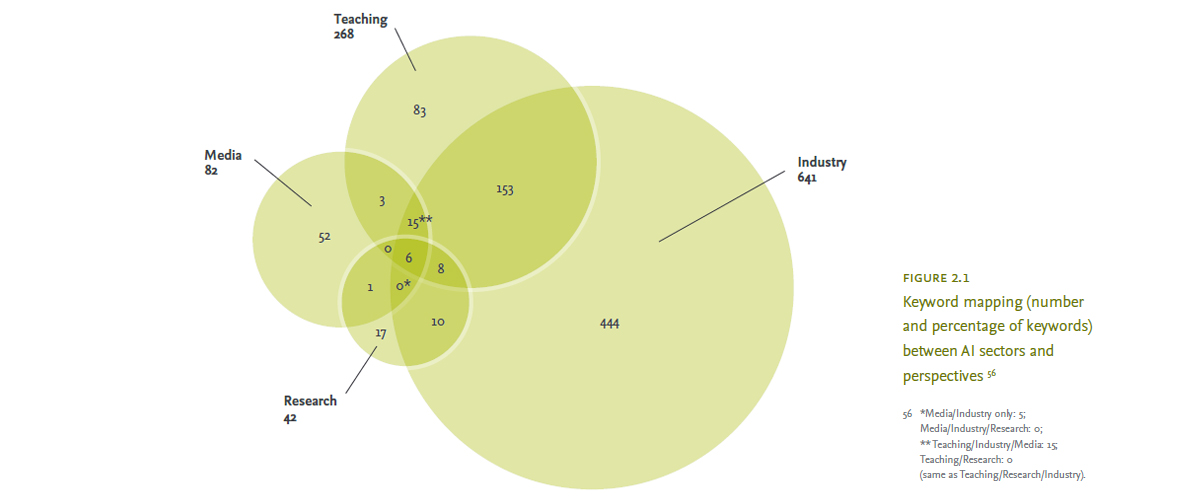 Teaching
268
83
Media
82
Industry
641
153
3
15**
52
0
6
8
1
0*
10
17
444
Research
42
FIGURE 2.1
Keyword mapping (number
and percentage of keywords)
between AI sectors and
perspectives 56
56 *Media/Industry only: 5;
Media/Industry/Research: 0;
**Teaching/Industry/Media: 15;
Teaching/Research: 0
(same as Teaching/Research/Industry).